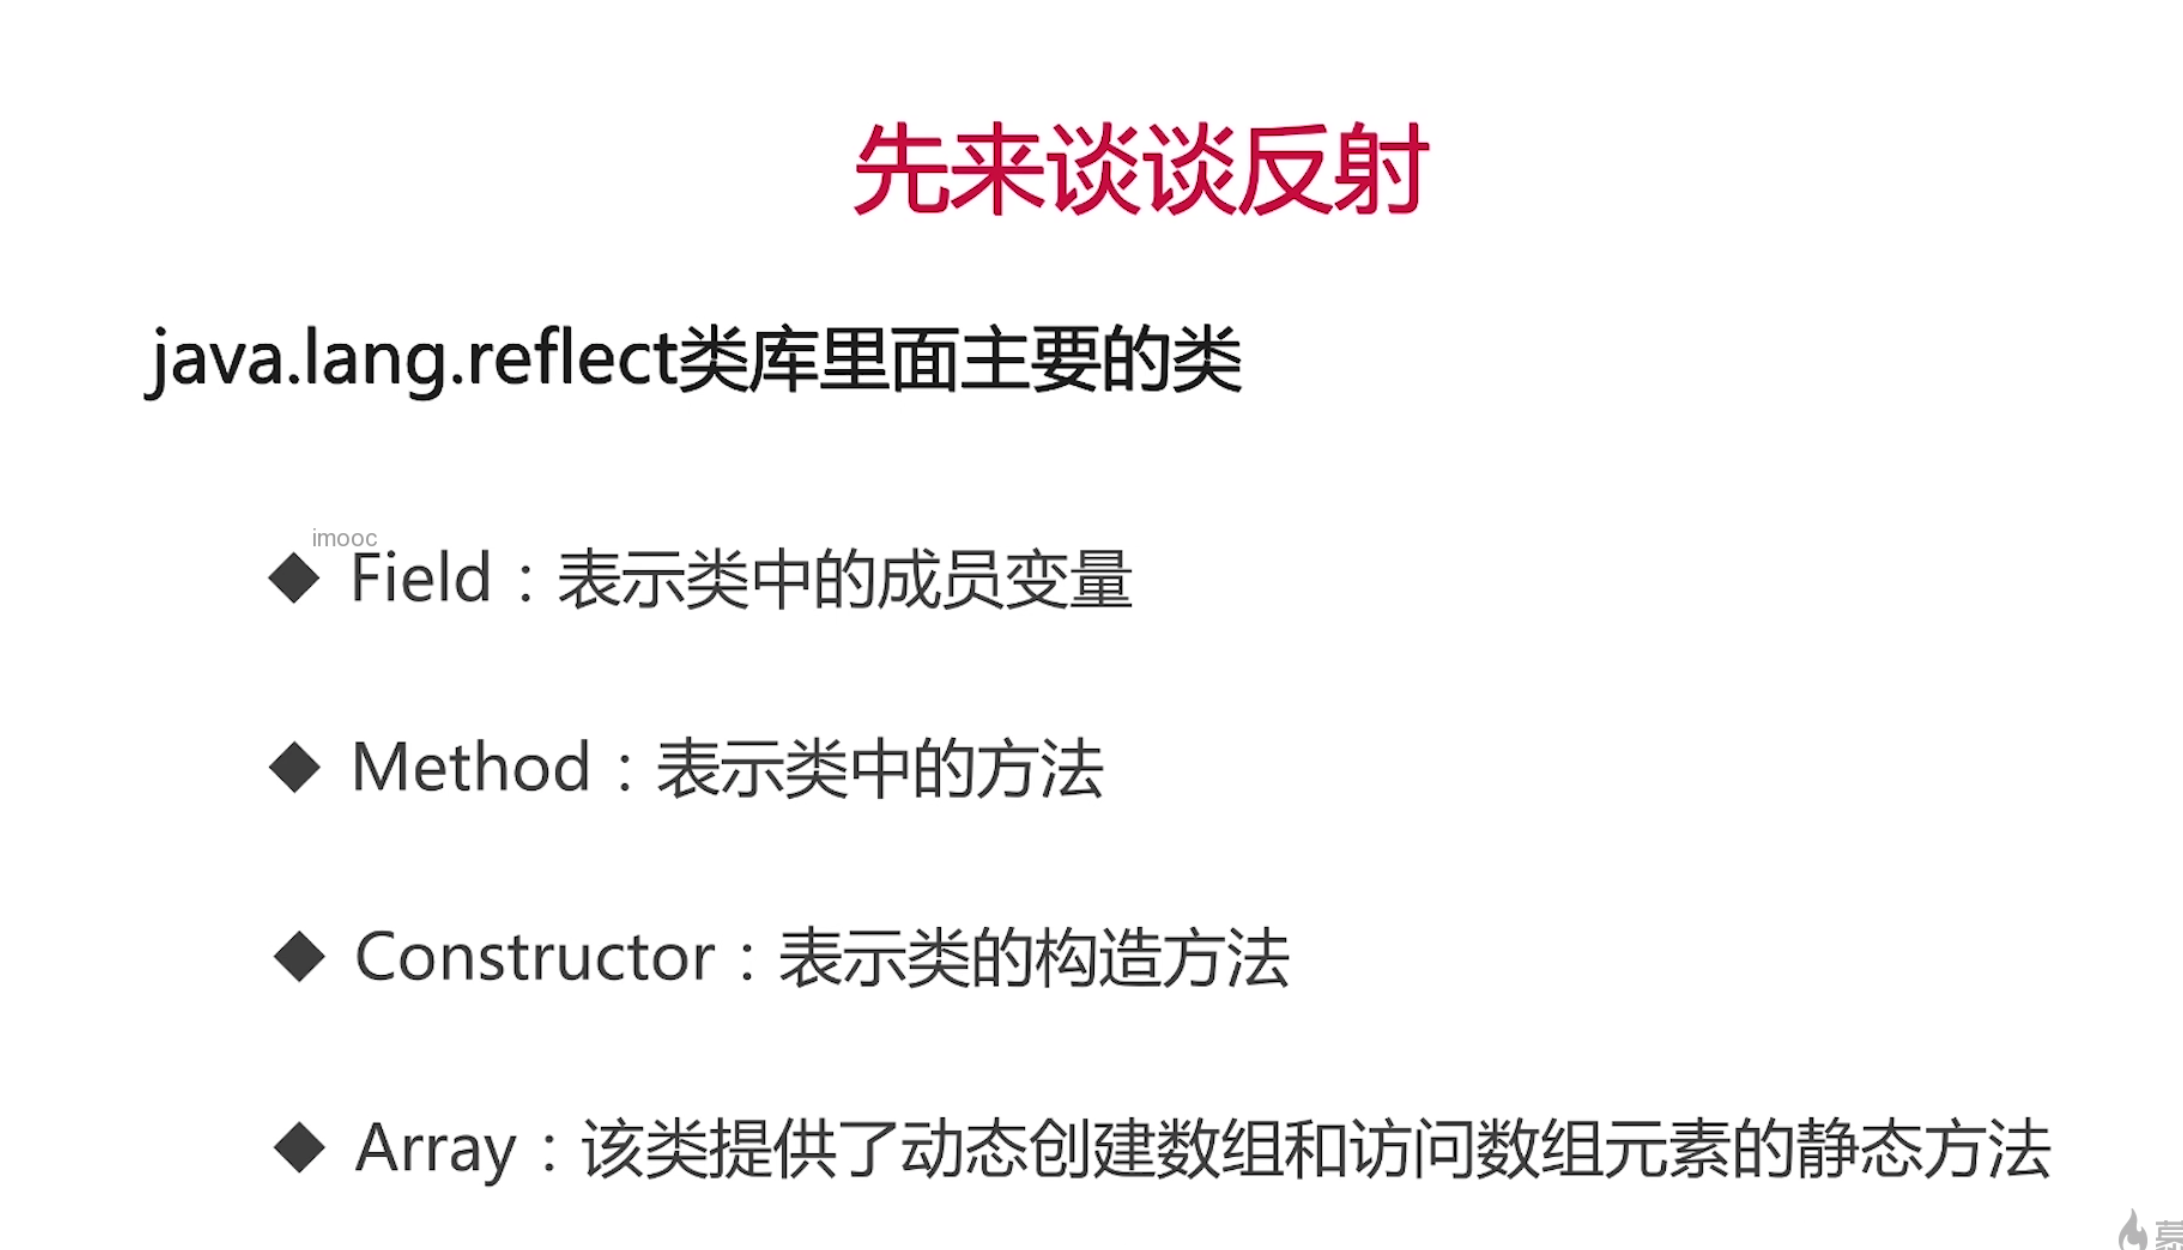 先来谈谈反射
java.lang.reflect类库里面主要的类
imooc
◆ Field：表示类中的成员变量
◆ Method：表示类中的方法
◆ Constructor：表示类的构造方法
◆ Array：该类提供了动态创建数组和访问数组元素的静态方法